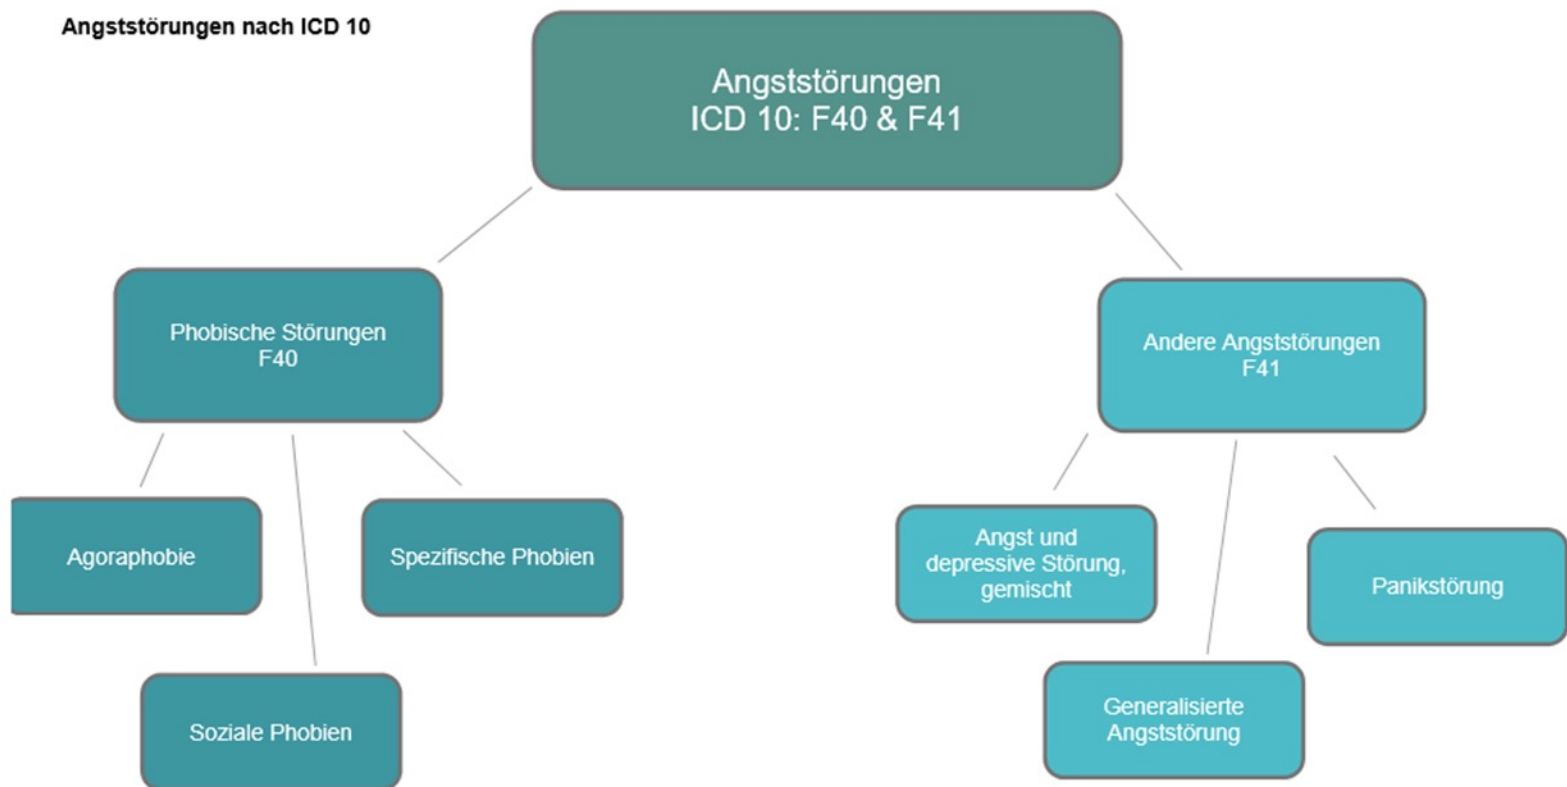 Angststörungen nach ICD 10
Angststörungen
ICD 10: F40 & F41
Phobische Störungen
F40
Andere Angststörungen
F41
Agoraphobie
Spezifische Phobien
Soziale Phobien
Angst und
depressive Störung,
gemischt
Generalisierte
Angststörung
Panikstörung